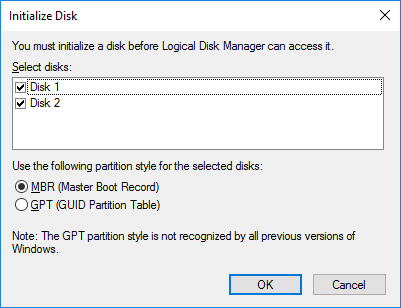 Initialize Disk
You must initialize a disk before Logical Disk Manager can access it.
Select disks:
Disk 1
Disk 2
Use the following partition style for the selected disks:
MBR (Master Boot Record)
GPT (GUID Partition Table)
Note: The GPT partition style is not recognized by all previous versions of
Windows.
OK
Cancel